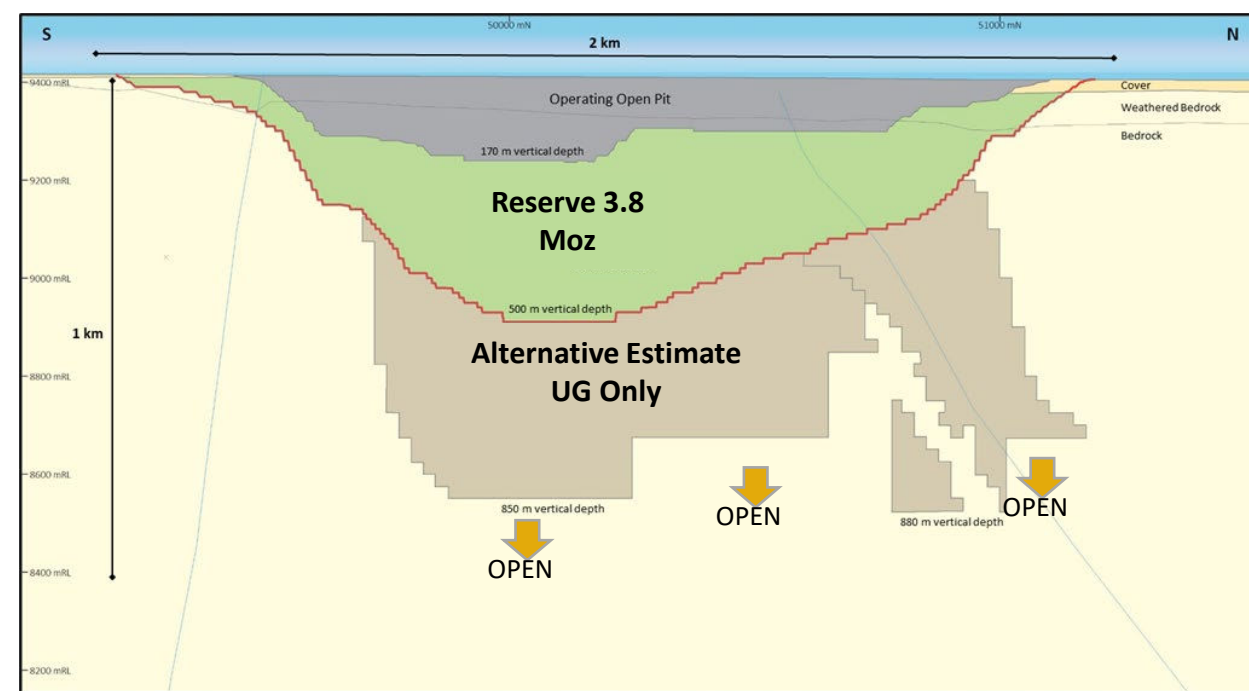 S
50000 mN
51000 mN
N
2 km
9400 mRL
Operating Open Pit
Cover
Weathered Bedrock
Bedrock
170 m vertical depth
9200 mRL
Reserve 3.8
Moz
9000 mRL
500 m vertical depth
1 km
Alternative Estimate
UG Only
8800 mRL
8600 mRL
850 m vertical depth
OPEN
OPEN
OPEN
880 m vertical depth
8400 mRL
8200 mRL